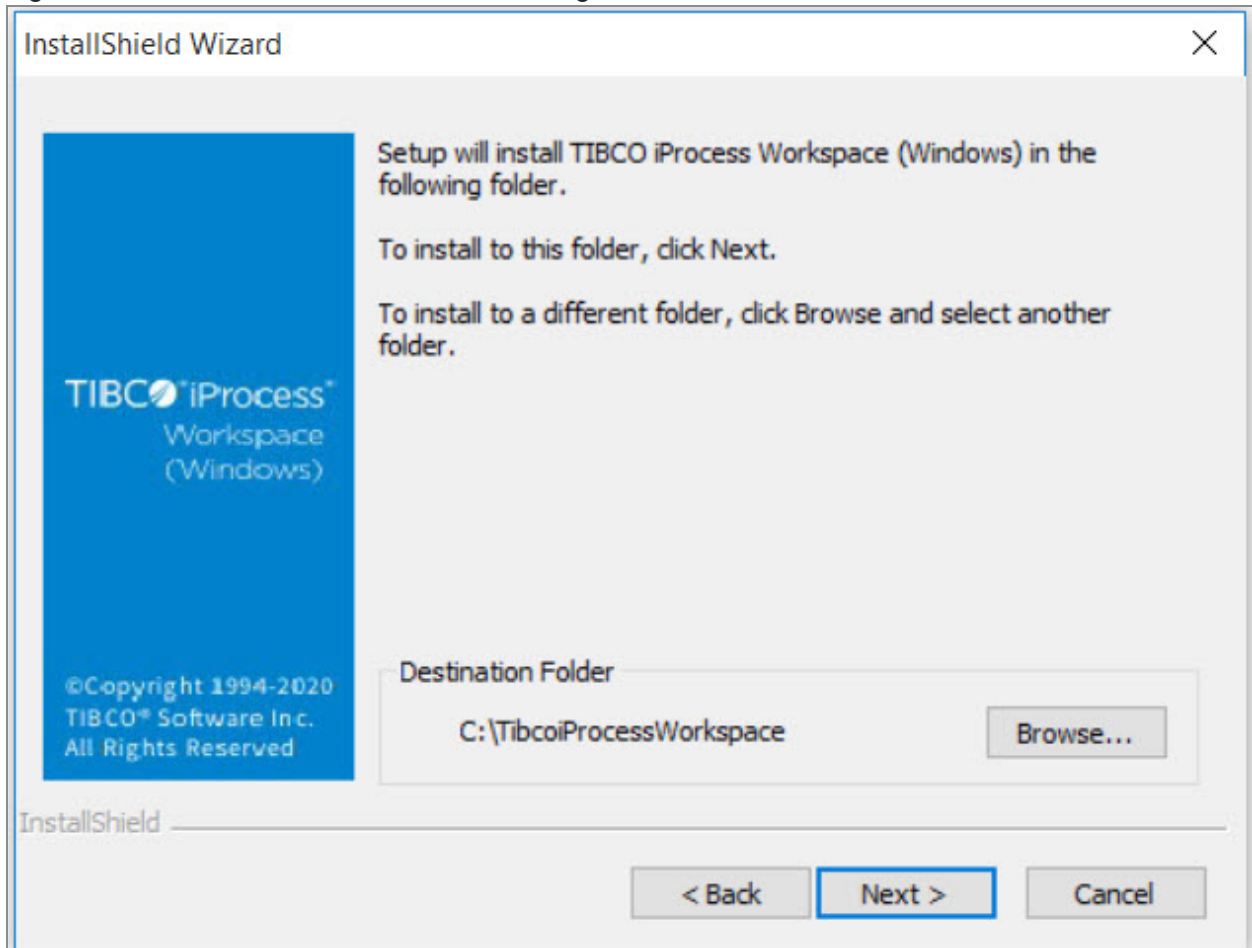 InstallShield Wizard
Setup will install TIBCO iProcess Workspace (Windows) in the
following folder.
To install to this folder, click Next.
To install to a different folder, click Browse and select another
folder.
TIBCO® iProcess®
Workspace
(Windows)
©Copyright 1994-2020
TIBCO® Software Inc.
All Rights Reserved
Destination Folder
C:\TibcoiProcessWorkspace
Browse...
InstallShield
< Back
Next >
Cancel